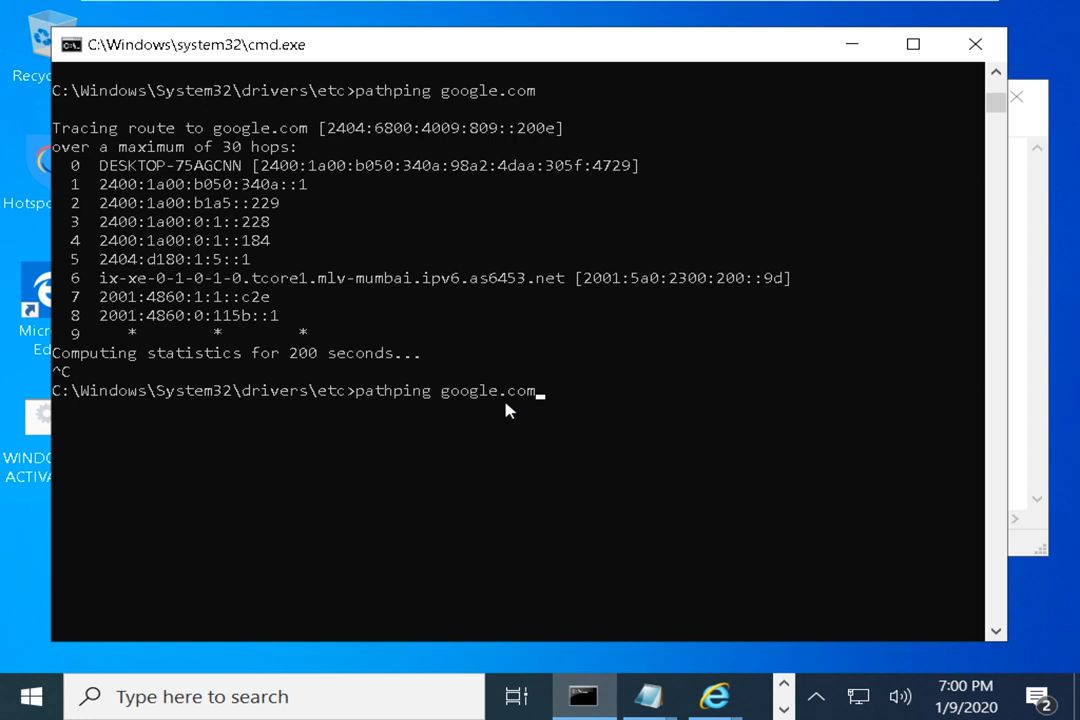 C:\Windows\system32\cmd.exe
C:\Windows\System32\drivers\etc>pathping google.com
Tracing route to google.com [2404:6800:4009:809::200e]
over a maximum of 30 hops:
0 DESKTOP-75AGCNN [2400:1a00:b050:340a:98a2:4daa:305f:4729]
1 2400:1a00:b050:340a::1
2 2400:1a00:b1a5::229
3 2400:1a00:0:1::228
4 2400:1a00:0:1::184
5 2404:d180:1:5::1
6 ix-xe-0-1-0-1-0.tcore1.mlv-mumbai.ipv6.as6453.net [2001:5a0:2300:200::9d]
7 2001:4860:1:1::c2e
8 2001:4860:0:115b::1
9 * * *
Computing statistics for 200 seconds...
^C
C:\Windows\System32\drivers\etc>pathping google.com
Recyc
Hotspo
Micr
Ed
WINDO
ACTIVA
Type here to search
7:00 PM
1/9/2020
2